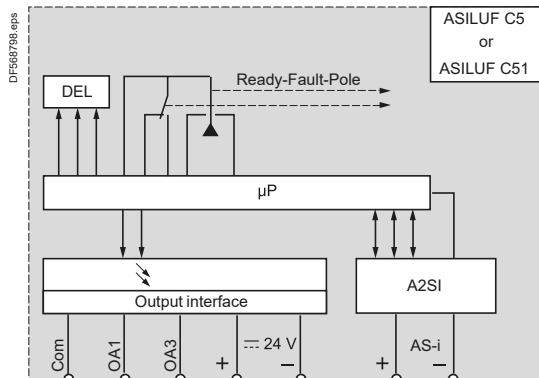 DF568798.eps
ASILUF C5
or
ASILUF C51
Ready-Fault-Pole
DEL
µP
A2SI
Output interface
Com
OA1
OA3
+
24 V
–
+
AS-i
–